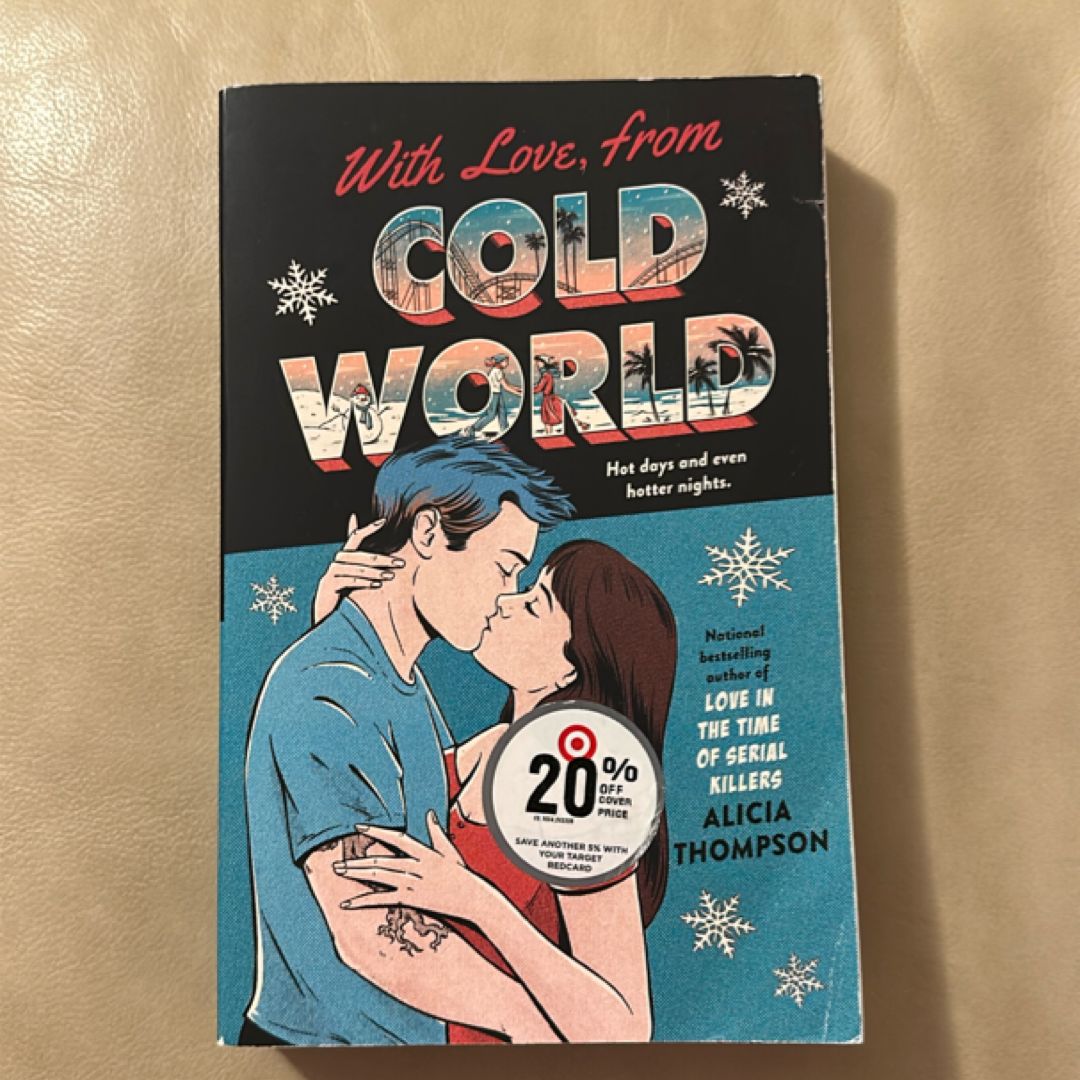 With Love, from
COLD
WORLD
Hot days and even
hotter nights.
National
bestselling
author of
LOVE IN
THE TIME
OF SERIAL
KILLERS
ALICIA
THOMPSON
20%
OFF
COVER
PRICE
SAVE ANOTHER 5% WITH
YOUR TARGET
REDCARD